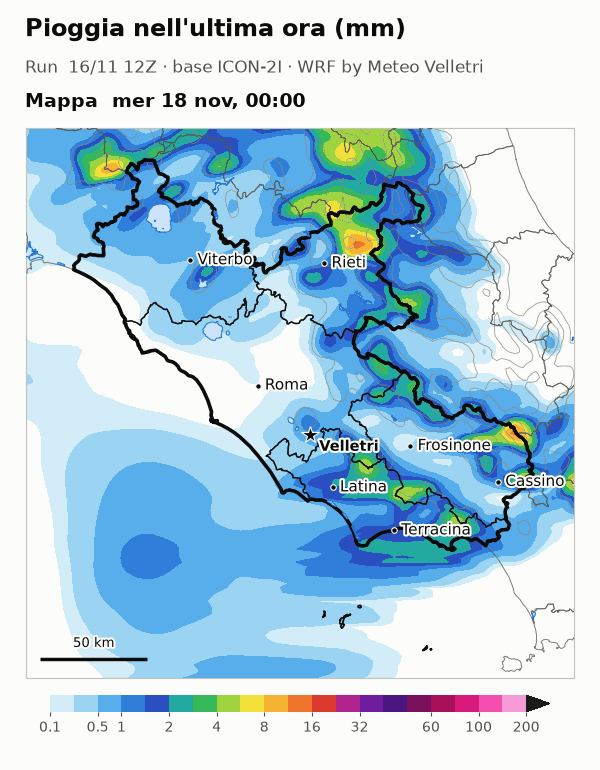 Pioggia nell'ultima ora (mm)
Run 16/11 12Z · base ICON-2I · WRF by Meteo Velletri
Mappa mer 18 nov, 00:00
Viterbo
Rieti
Roma
Velletri
Frosinone
Latina
Cassino
Terracina
50 km
0.1 0.5 1 2 4 8 16 32 60 100 200